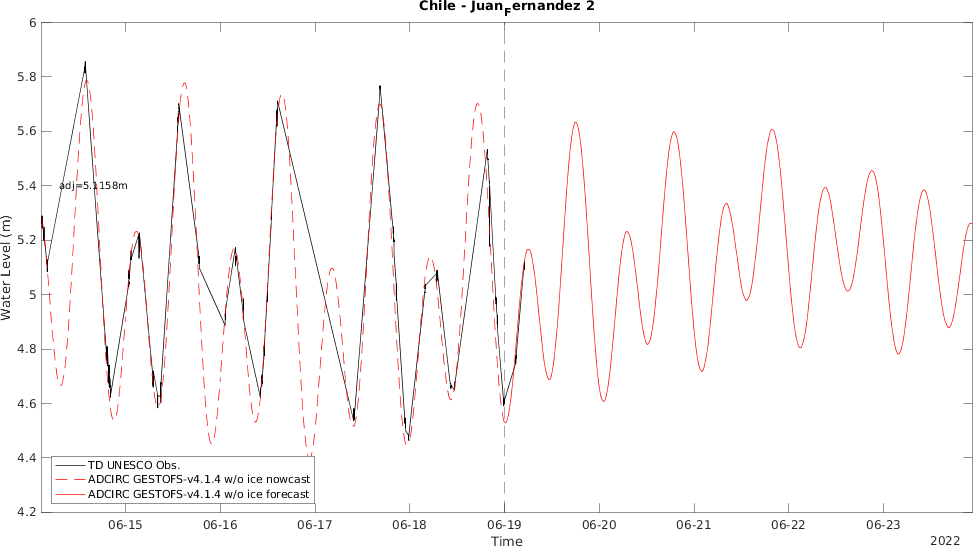 Chile - Juan_Fernandez 2
6
5.8
5.6
5.4
5.2
5
4.8
4.6
4.4
4.2
Water Level (m)
adj=5.1158m
TD UNESCO Obs.
ADCIRC GESTOFS-v4.1.4 w/o ice nowcast
ADCIRC GESTOFS-v4.1.4 w/o ice forecast
06-15 06-16 06-17 06-18 06-19 06-20 06-21 06-22 06-23
Time
2022